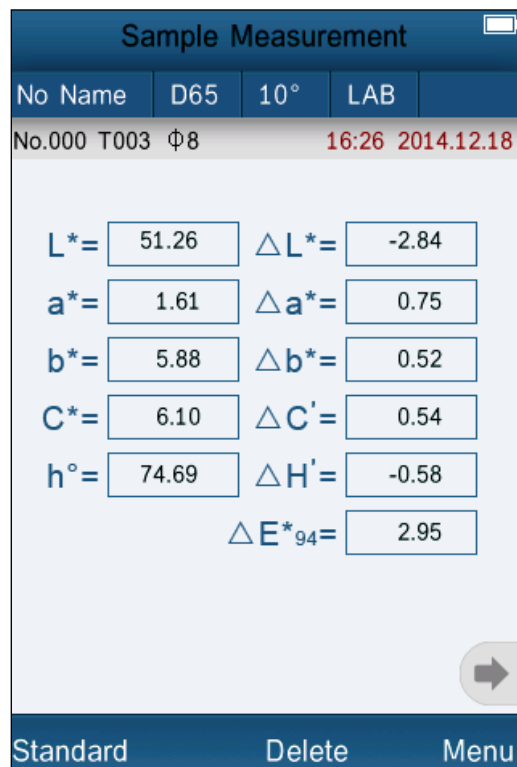 Sample Measurement
No Name D65 10° LAB
No.000 T003 Φ8 16:26 2014.12.18
L*= 51.26 △L*= -2.84
a*= 1.61 △a*= 0.75
b*= 5.88 △b*= 0.52
C*= 6.10 △C'= 0.54
h°= 74.69 △H'= -0.58
△E*94= 2.95
Standard Delete Menu